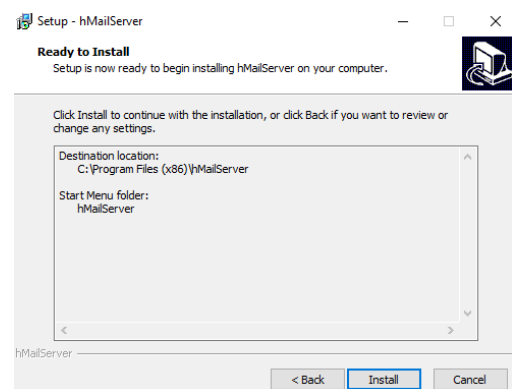 Setup - hMailServer
Ready to Install
Setup is now ready to begin installing hMailServer on your computer.
Click Install to continue with the installation, or click Back if you want to review or
change any settings.
Destination location:
C:\Program Files (x86)\hMailServer
Start Menu folder:
hMailServer
hMailServer
< Back Install Cancel